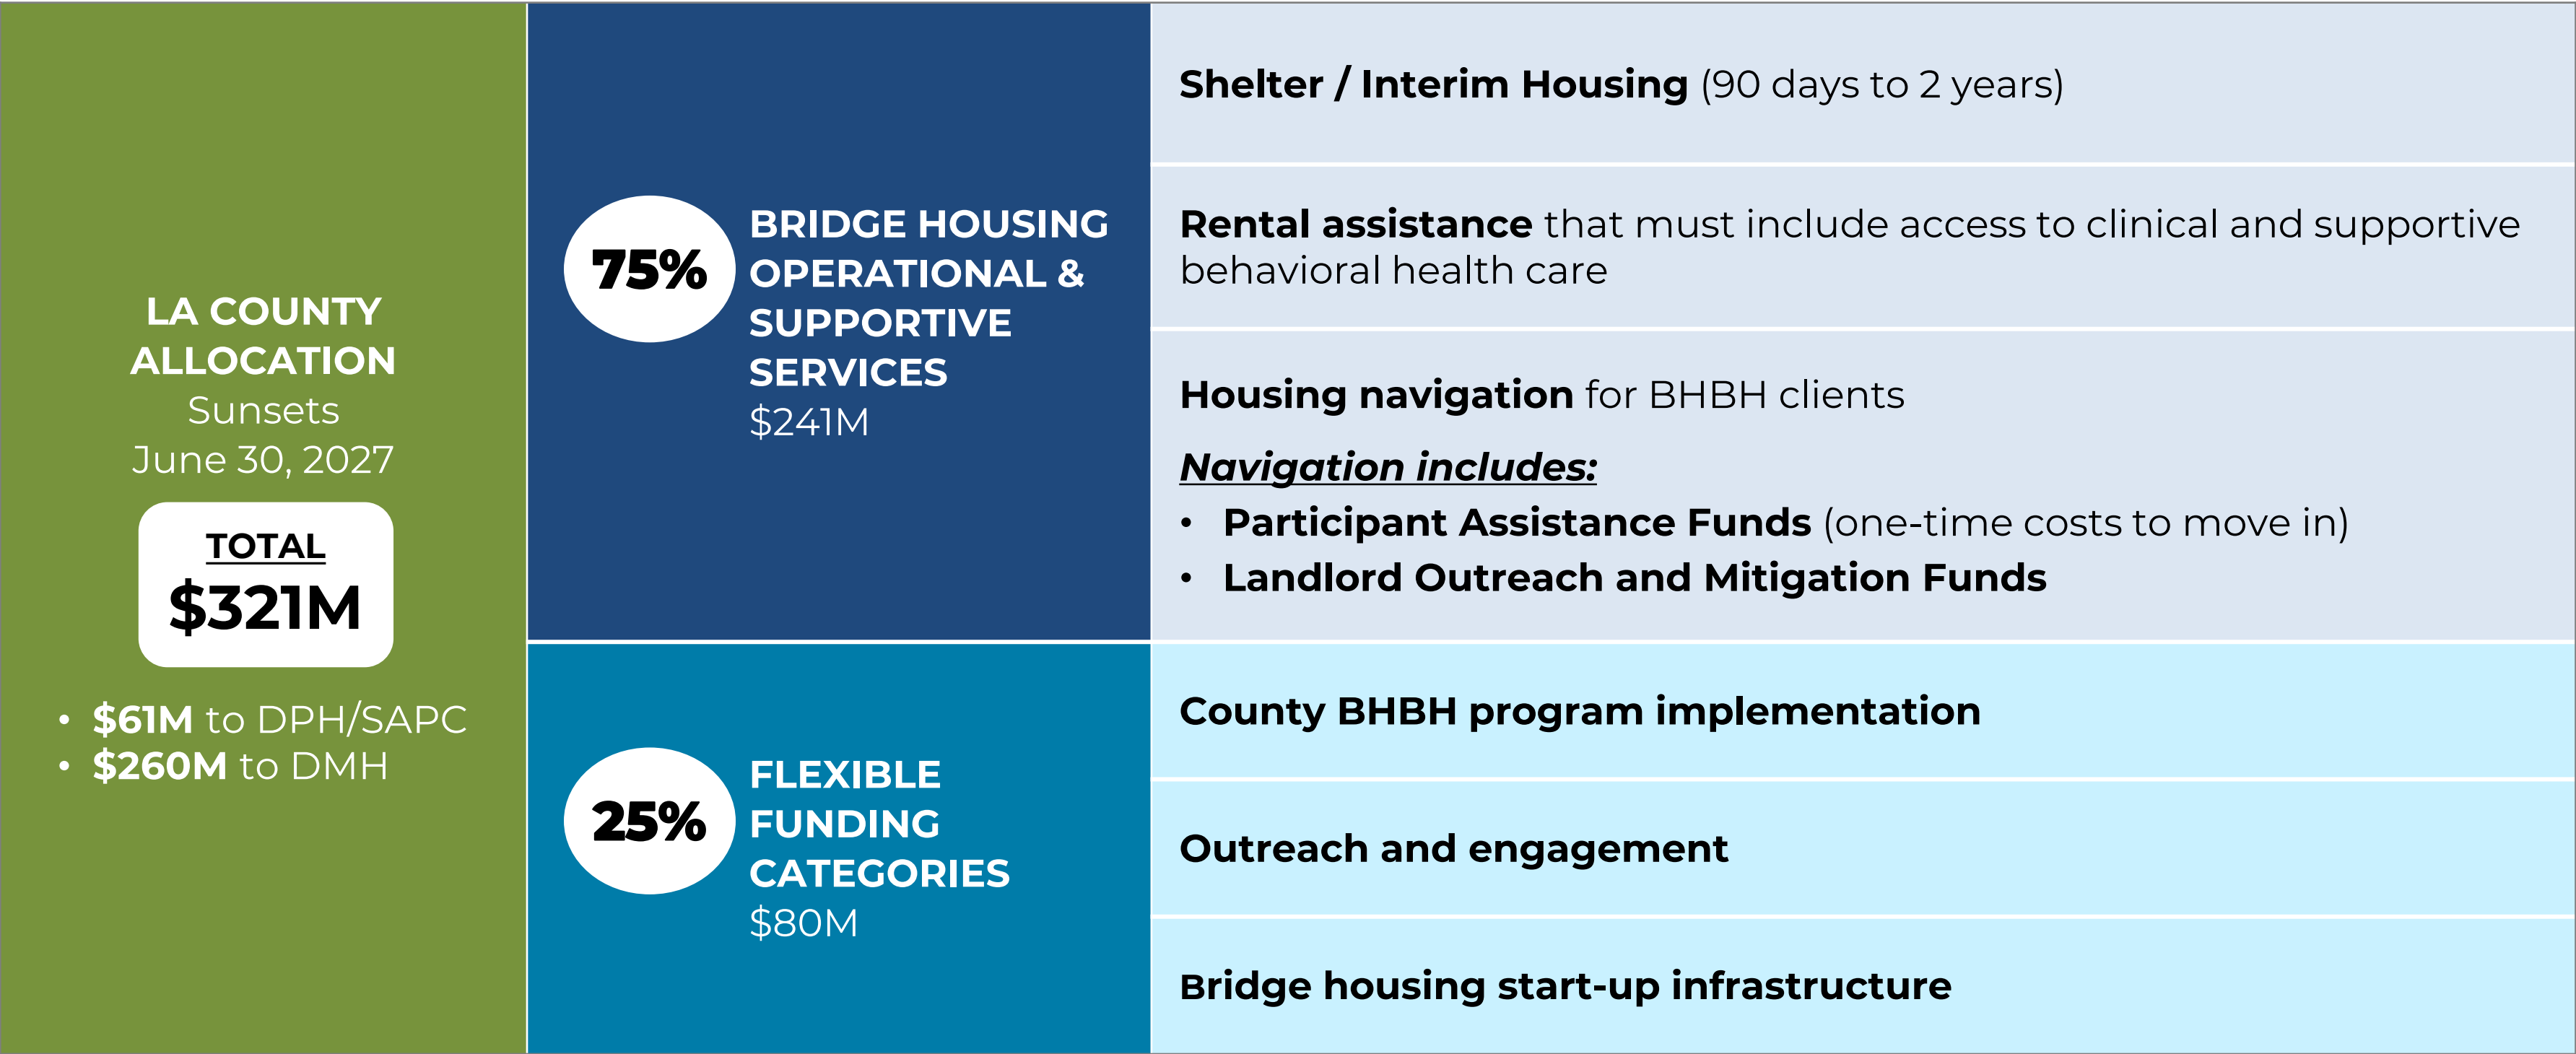 LA COUNTY
ALLOCATION
Sunsets
June 30, 2027
TOTAL
$321M
• $61M to DPH/SAPC
• $260M to DMH
75%
BRIDGE HOUSING
OPERATIONAL &
SUPPORTIVE
SERVICES
$241M
Shelter / Interim Housing (90 days to 2 years)
Rental assistance that must include access to clinical and supportive
behavioral health care
Housing navigation for BHBH clients
Navigation includes:
• Participant Assistance Funds (one-time costs to move in)
• Landlord Outreach and Mitigation Funds
25%
FLEXIBLE
FUNDING
CATEGORIES
$80M
County BHBH program implementation
Outreach and engagement
Bridge housing start-up infrastructure